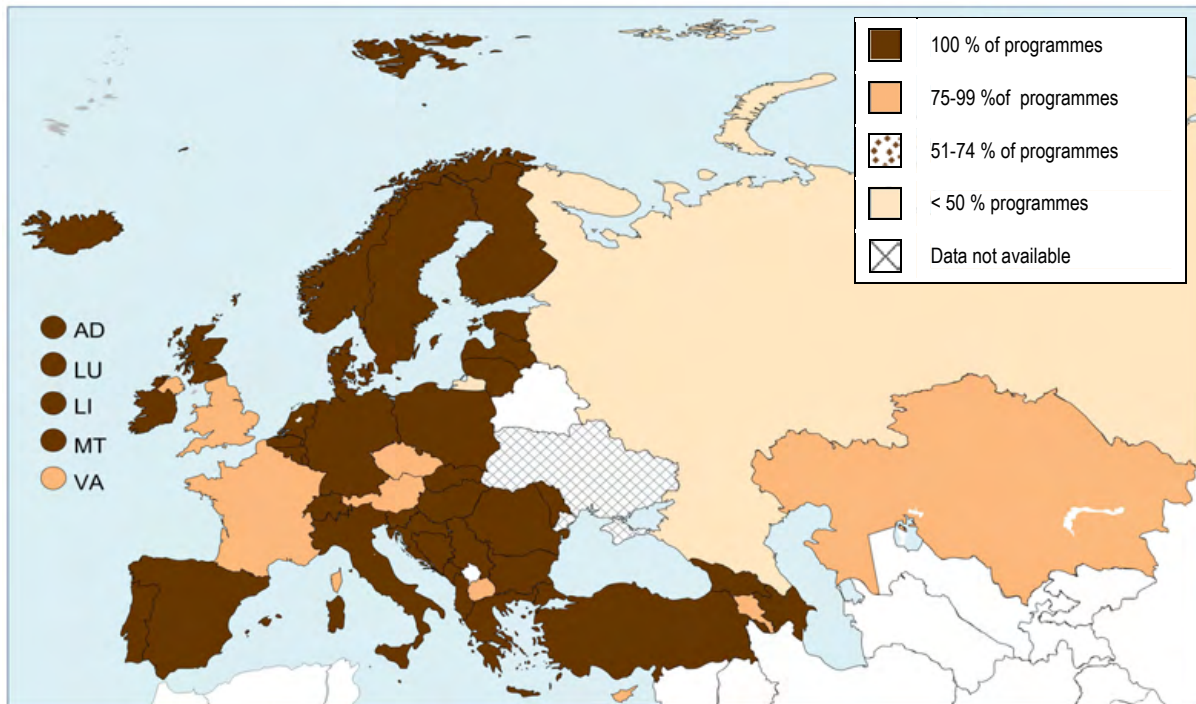 100 % of programmes
75-99 %of programmes
51-74 % of programmes
< 50 % programmes
Data not available
AD
LU
LI
MT
VA